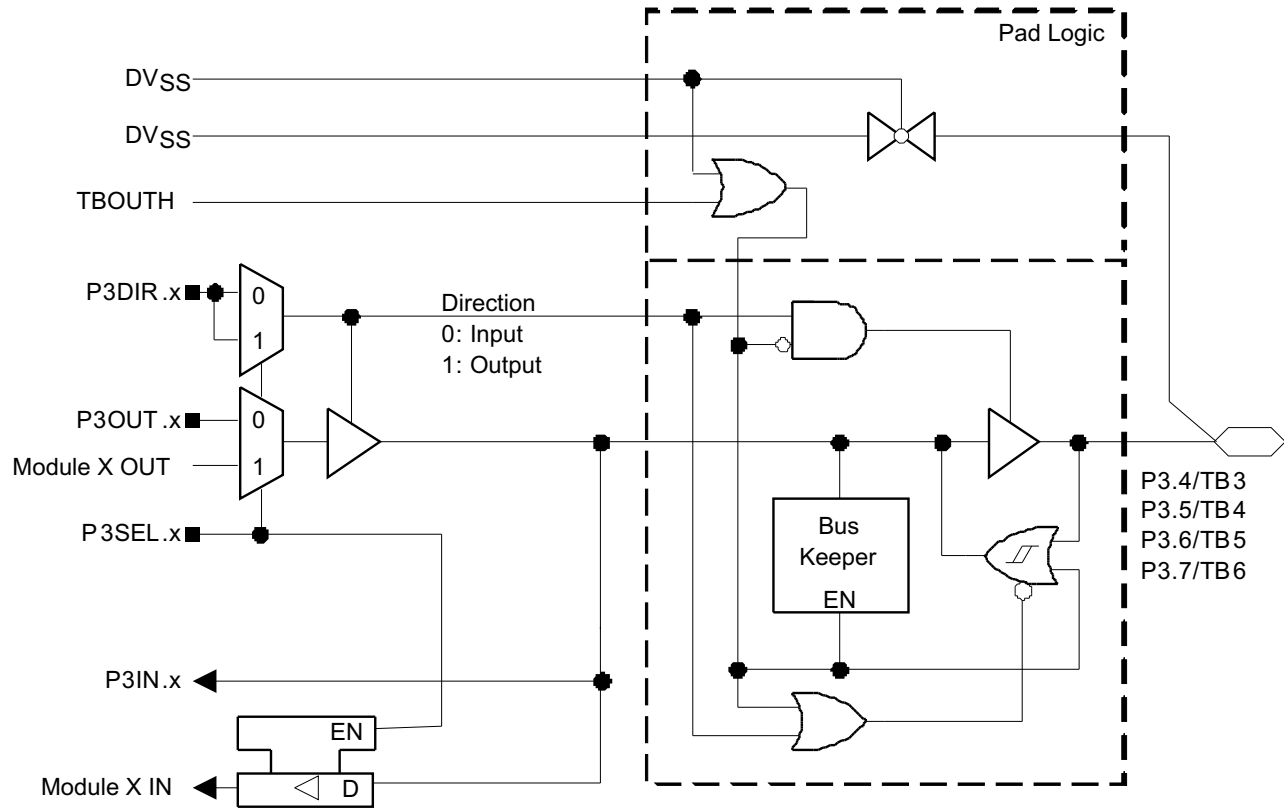 Pad Logic
DVSS
DVSS
TBOUTH
P3DIR.x
0
1
Direction
0: Input
1: Output
P3OUT.x
0
Module X OUT
1
P3SEL.x
Bus
Keeper
EN
P3.4/TB3
P3.5/TB4
P3.6/TB5
P3.7/TB6
P3IN.x
EN
Module X IN
D